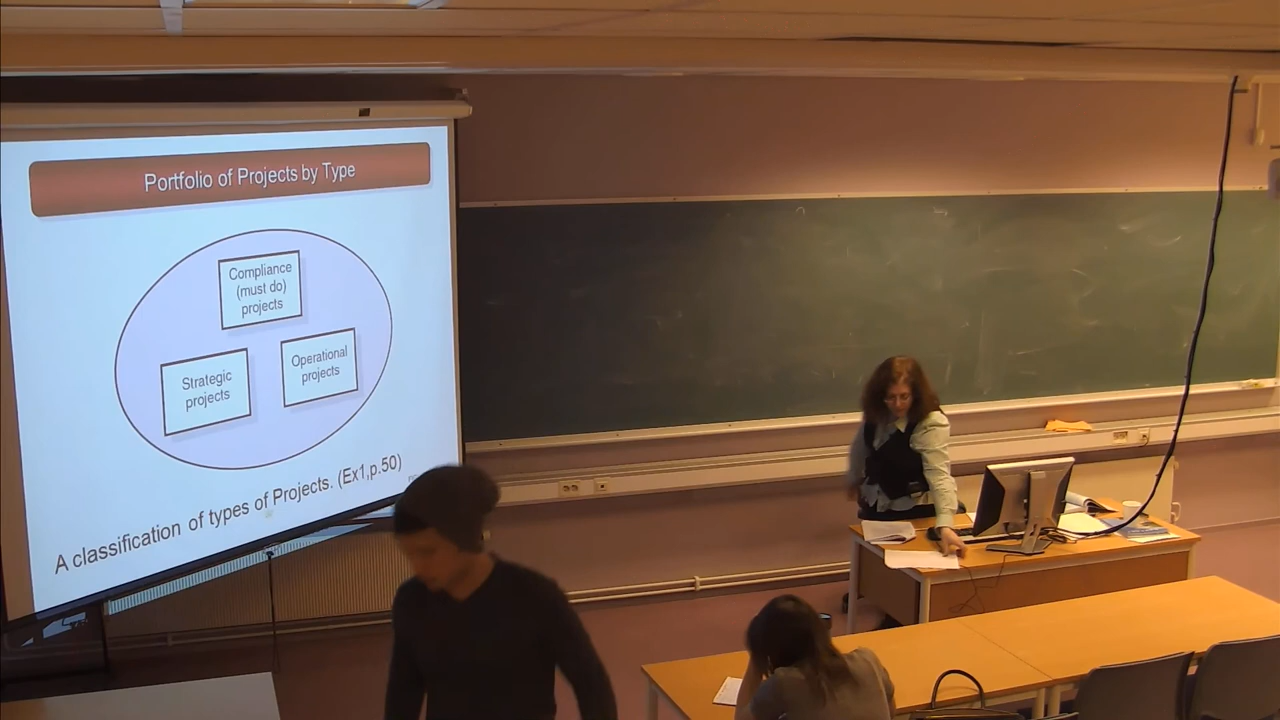 Portfolio of Projects by Type
Compliance
(must do)
projects
Strategic
projects
Operational
projects
A classification of types of Projects. (Ex1,p.50)